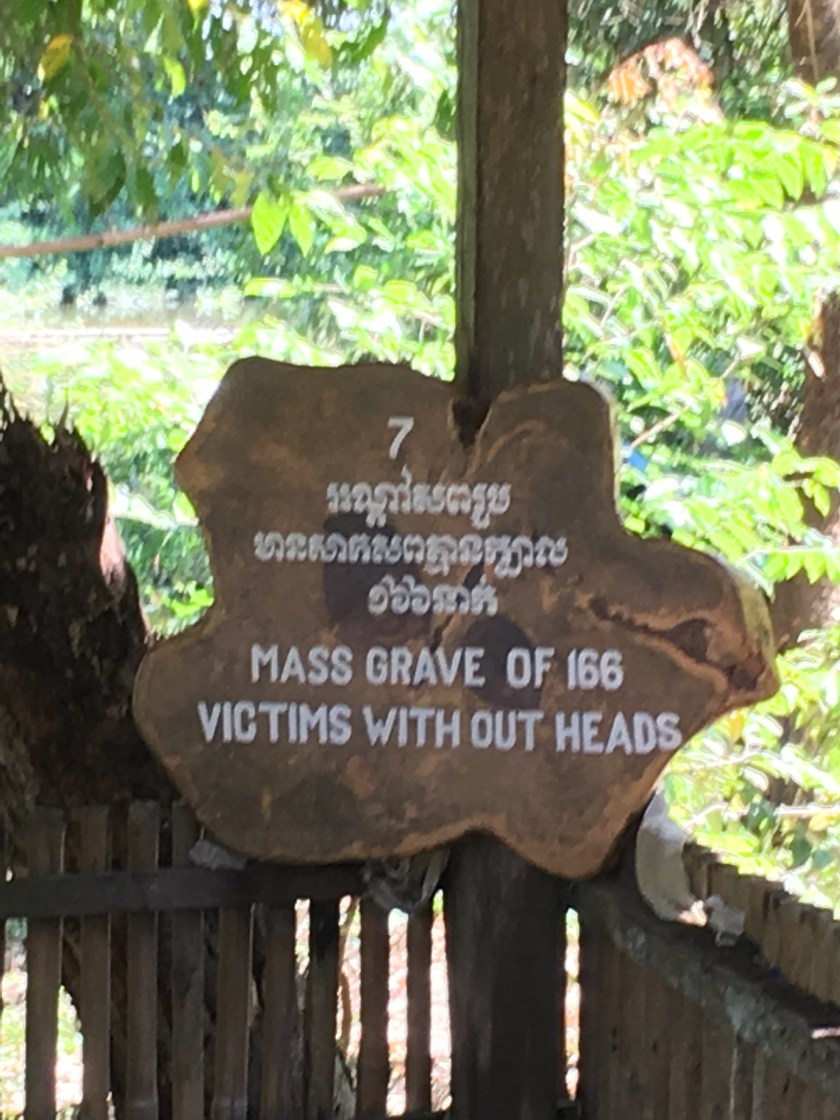 7
រណ្តៅសពរួម
មានសាកសពគ្មានក្បាល
១៦៦នាក់
MASS GRAVE OF 166
VICTIMS WITH OUT HEADS